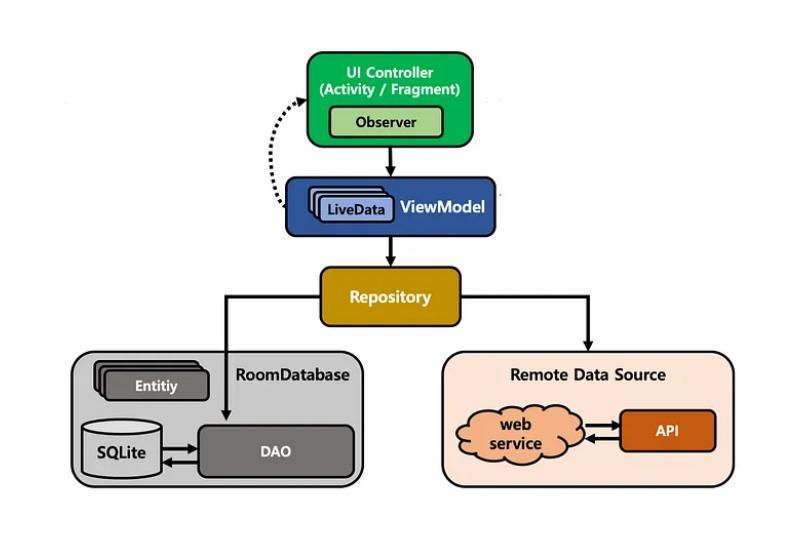 UI Controller
(Activity / Fragment)
Observer
LiveData
ViewModel
Repository
RoomDatabase
Entitiy
SQLite
DAO
Remote Data Source
web
service
API